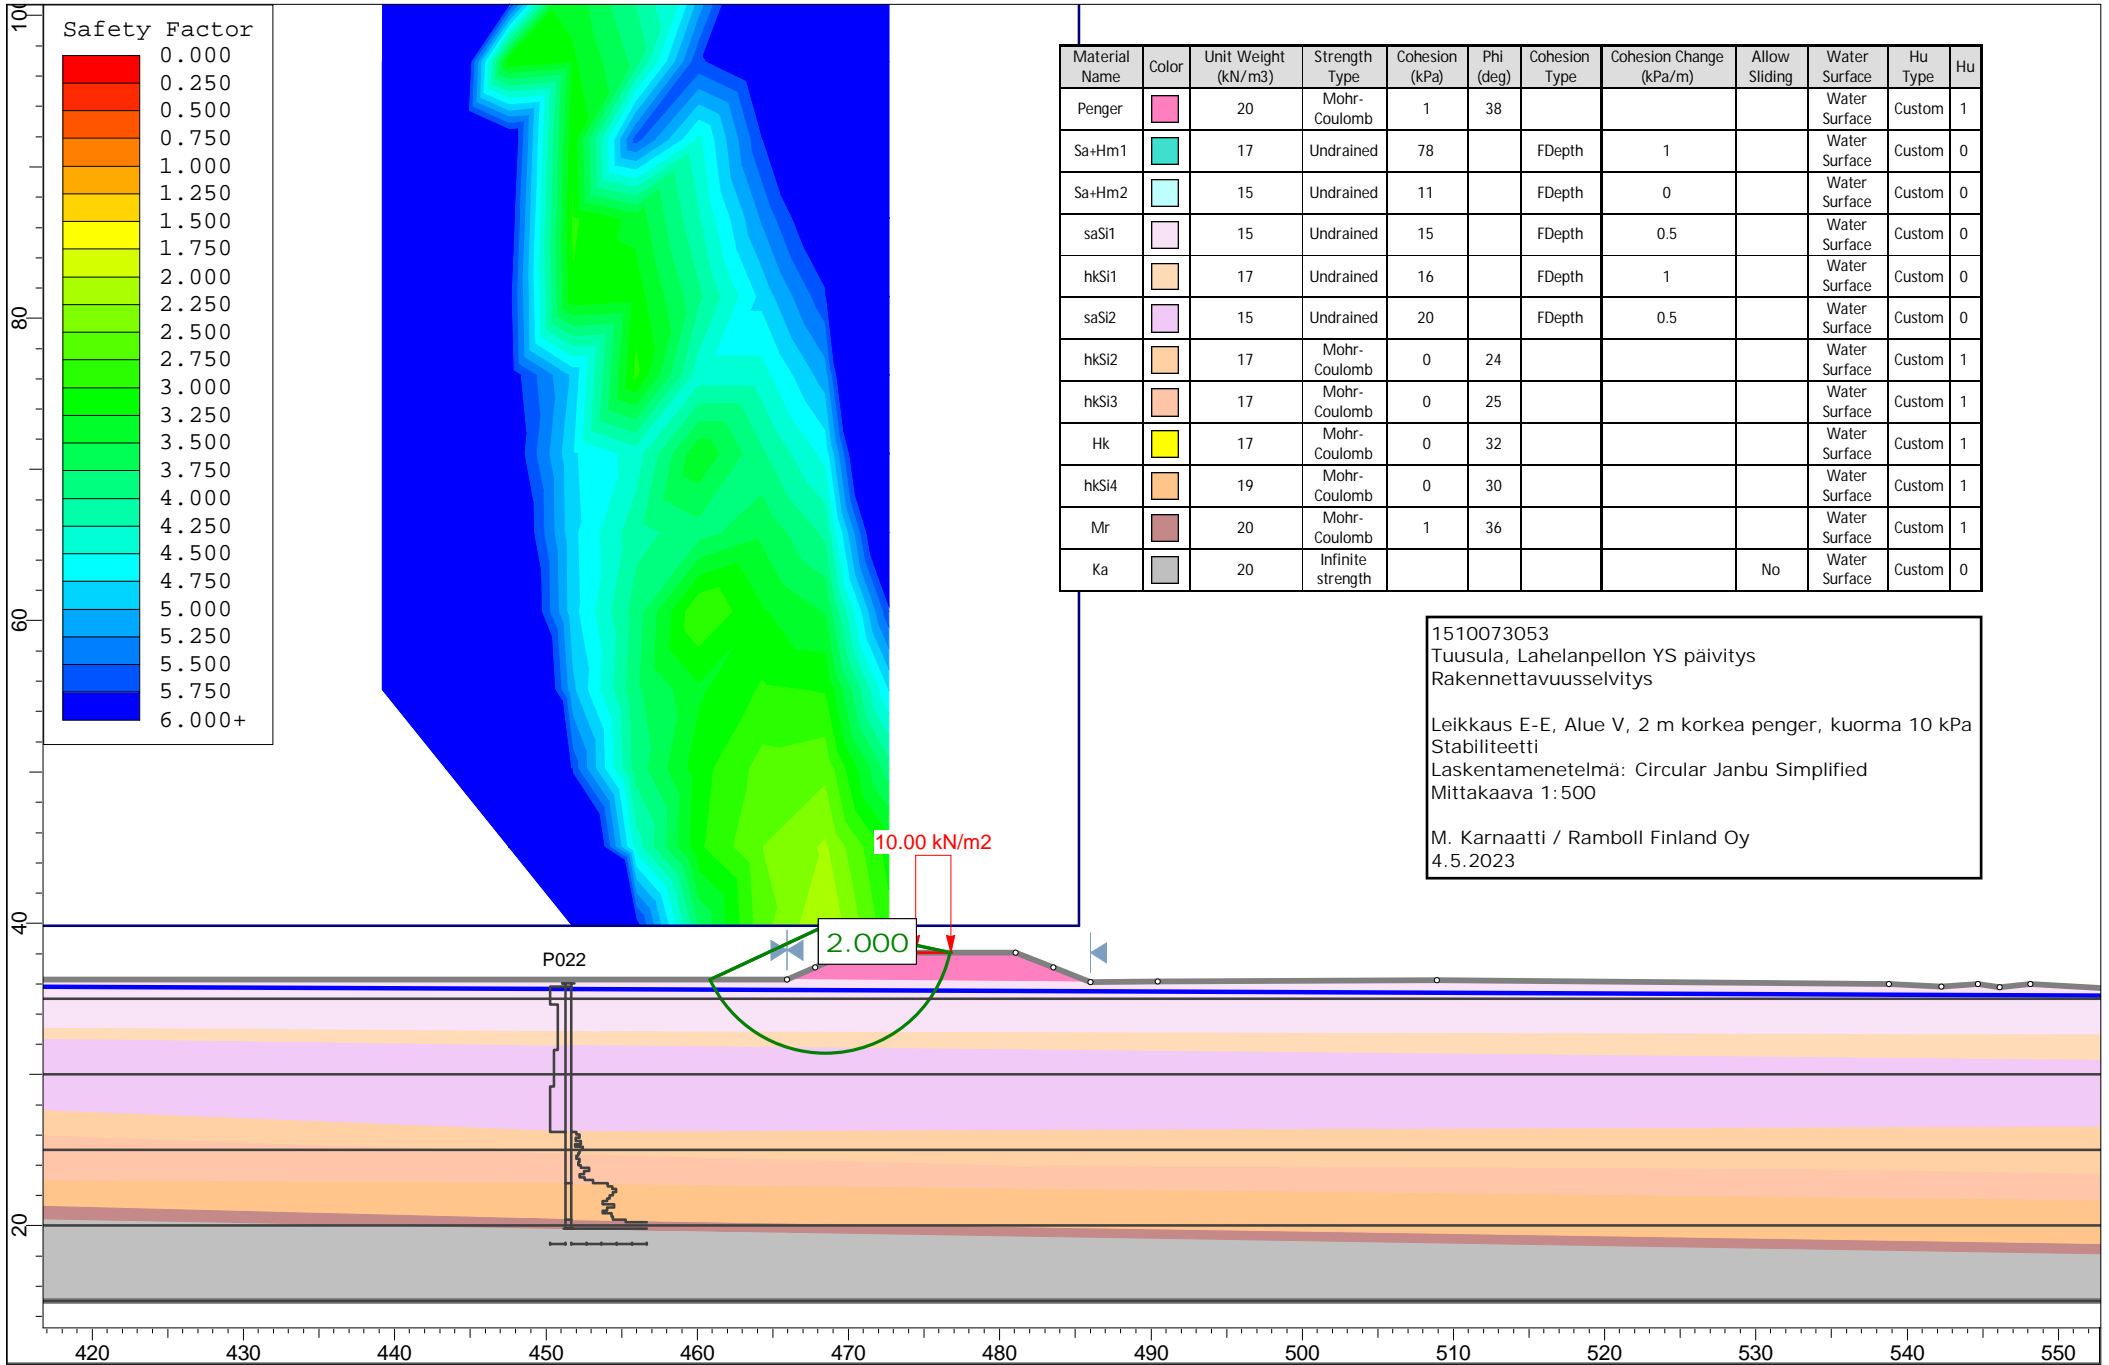 Safety Factor
0.000
0.250
0.500
0.750
1.000
1.250
1.500
1.750
2.000
2.250
2.500
2.750
3.000
3.250
3.500
3.750
4.000
4.250
4.500
4.750
5.000
5.250
5.500
5.750
6.000+
Material Name Color Unit Weight (kN/m3) Strength Type Cohesion (kPa) Phi (deg) Cohesion Type Cohesion Change (kPa/m) Allow Sliding Water Surface Hu Type Hu
Penger 20 Mohr-Coulomb 1 38 Water Surface Custom 1
Sa+Hm1 17 Undrained 78 FDepth 1 Water Surface Custom 0
Sa+Hm2 15 Undrained 11 FDepth 0 Water Surface Custom 0
saSi1 15 Undrained 15 FDepth 0.5 Water Surface Custom 0
hkSi1 17 Undrained 16 FDepth 1 Water Surface Custom 0
saSi2 15 Undrained 20 FDepth 0.5 Water Surface Custom 0
hkSi2 17 Mohr-Coulomb 0 24 Water Surface Custom 1
hkSi3 17 Mohr-Coulomb 0 25 Water Surface Custom 1
Hk 17 Mohr-Coulomb 0 32 Water Surface Custom 1
hkSi4 19 Mohr-Coulomb 0 30 Water Surface Custom 1
Mr 20 Mohr-Coulomb 1 36 Water Surface Custom 1
Ka 20 Infinite strength No Water Surface Custom 0
1510073053
Tuusula, Lahelanpellon YS päivitys
Rakennettavuusselvitys
Leikkaus E-E, Alue V, 2 m korkea penger, kuorma 10 kPa
Stabiliteetti
Laskentamenetelmä: Circular Janbu Simplified
Mittakaava 1:500
M. Karnaatti / Ramboll Finland Oy
4.5.2023
10.00 kN/m2
2.000
P022
100
80
60
40
20
420 430 440 450 460 470 480 490 500 510 520 530 540 550